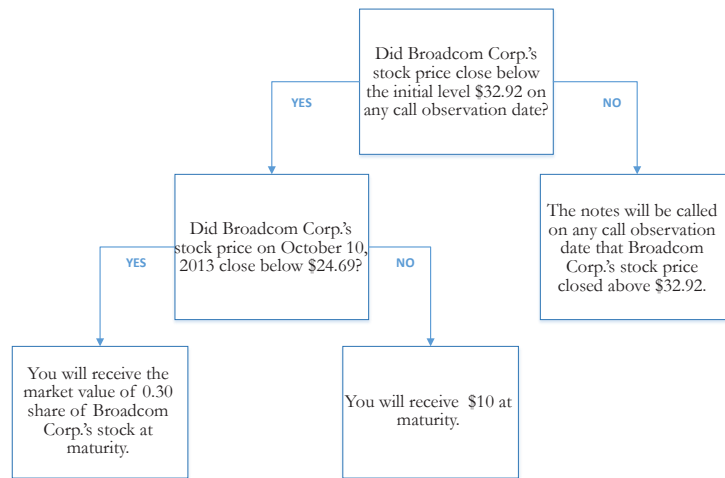 Did Broadcom Corp.'s
stock price close below
the initial level $32.92 on
any call observation date?
YES
NO
Did Broadcom Corp.'s
stock price on October 10,
2013 close below $24.69?
The notes will be called
on any call observation
date that Broadcom
Corp.'s stock price
closed above $32.92.
YES
NO
You will receive the
market value of 0.30
share of Broadcom
Corp.'s stock at
maturity.
You will receive $10 at
maturity.